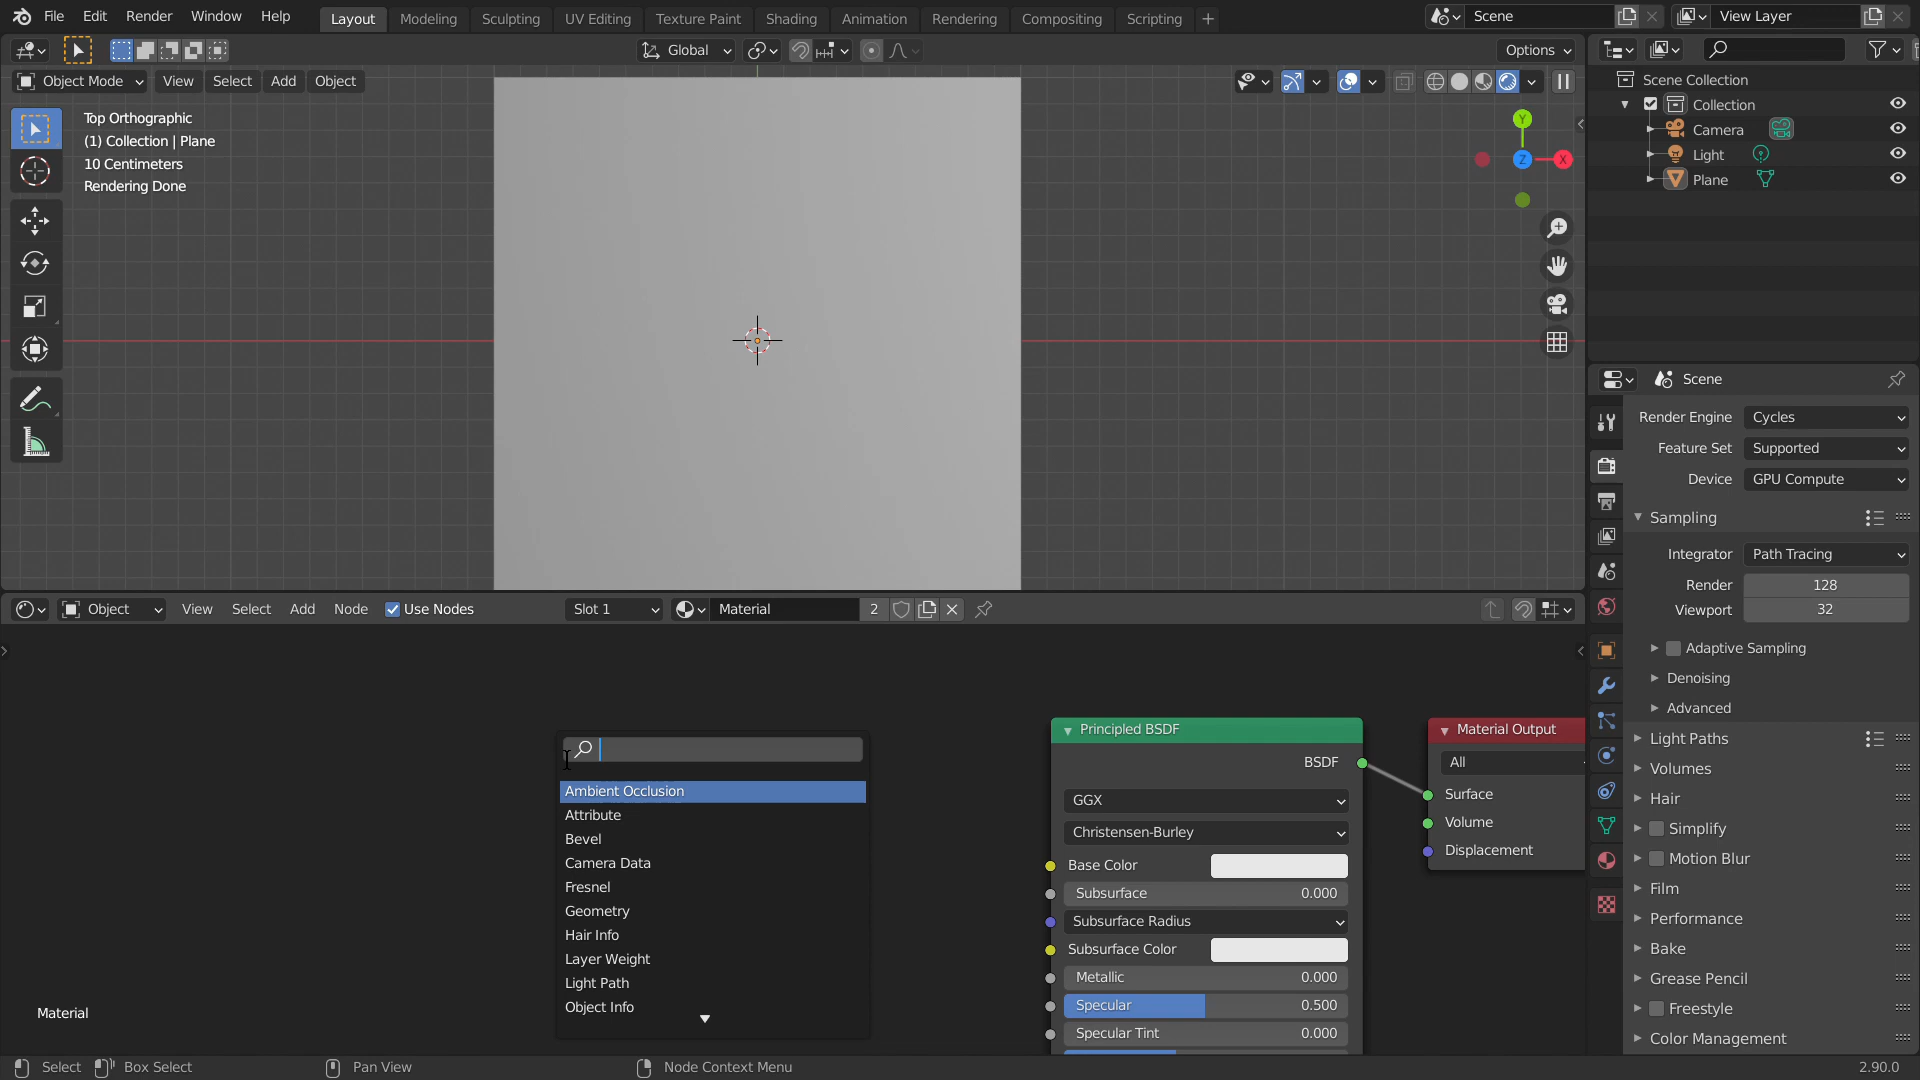 File Edit Render Window Help Layout Modeling Sculpting UV Editing Texture Paint Shading Animation Rendering Compositing Scripting + Scene View Layer
Global Options
Object Mode View Select Add Object
Top Orthographic
(1) Collection | Plane
10 Centimeters
Rendering Done
Y
Z X
Scene Collection
Collection
Camera
Light
Plane
Scene
Render Engine Cycles
Feature Set Supported
Device GPU Compute
Sampling
Integrator Path Tracing
Render 128
Viewport 32
Adaptive Sampling
Denoising
Advanced
Light Paths
Volumes
Hair
Simplify
Motion Blur
Film
Performance
Bake
Grease Pencil
Freestyle
Color Management
Object View Select Add Node Use Nodes Slot 1 Material 2
Ambient Occlusion
Attribute
Bevel
Camera Data
Fresnel
Geometry
Hair Info
Layer Weight
Light Path
Object Info
Principled BSDF
BSDF
GGX
Christensen-Burley
Base Color
Subsurface 0.000
Subsurface Radius
Subsurface Color
Metallic 0.000
Specular 0.500
Specular Tint 0.000
Material Output
All
Surface
Volume
Displacement
Material
Select Box Select Pan View Node Context Menu 2.90.0